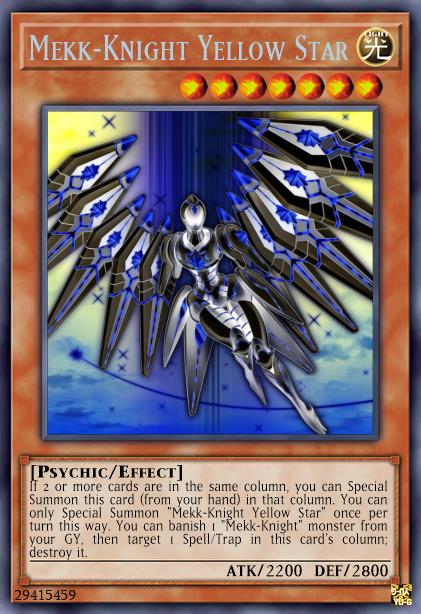 MEKK-KNIGHT YELLOW STAR
LIGHT
光
[PSYCHIC/EFFECT]
If 2 or more cards are in the same column, you can Special
Summon this card (from your hand) in that column. You can
only Special Summon "Mekk-Knight Yellow Star" once per
turn this way. You can banish 1 "Mekk-Knight" monster from
your GY, then target 1 Spell/Trap in this card's column;
destroy it.
ATK/2200 DEF/2800
29415459